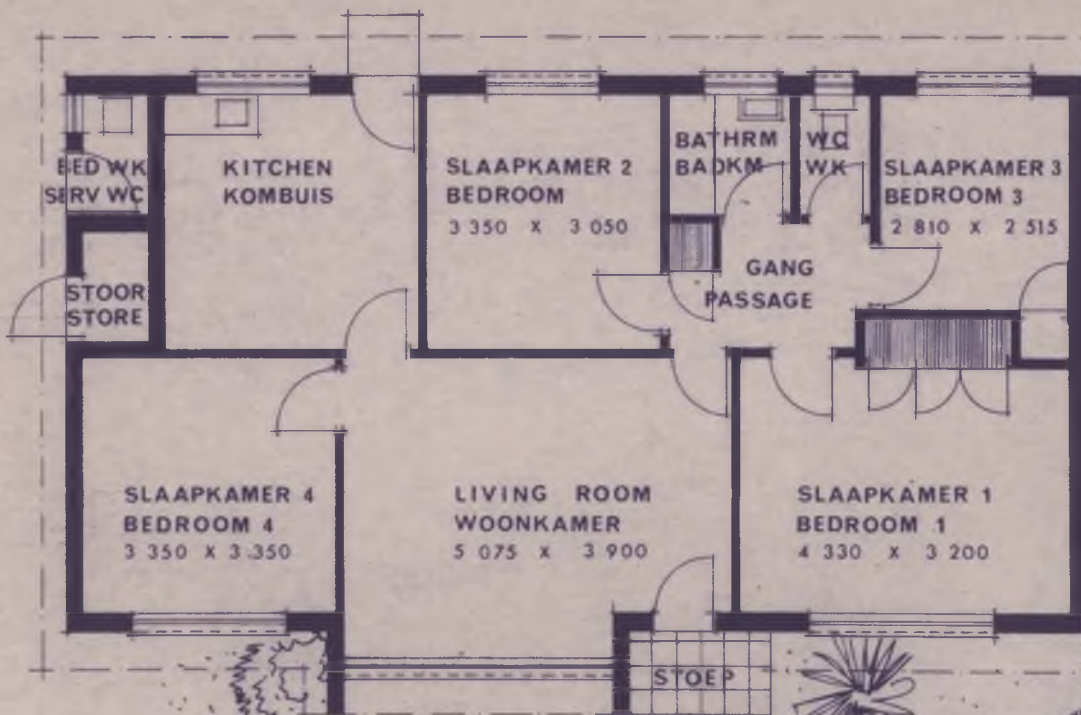 BED WK
SERV WC
KITCHEN
KOMBUIS
SLAAPKAMER 2
BEDROOM
3 350 X 3 050
BATHRM
BADKM
WC
WK
SLAAPKAMER 3
BEDROOM 3
2 810 X 2 515
GANG
PASSAGE
STOOR
STORE
SLAAPKAMER 4
BEDROOM 4
3 350 X 3 350
LIVING ROOM
WOONKAMER
5 075 X 3 900
SLAAPKAMER 1
BEDROOM 1
4 330 X 3 200
STOEP